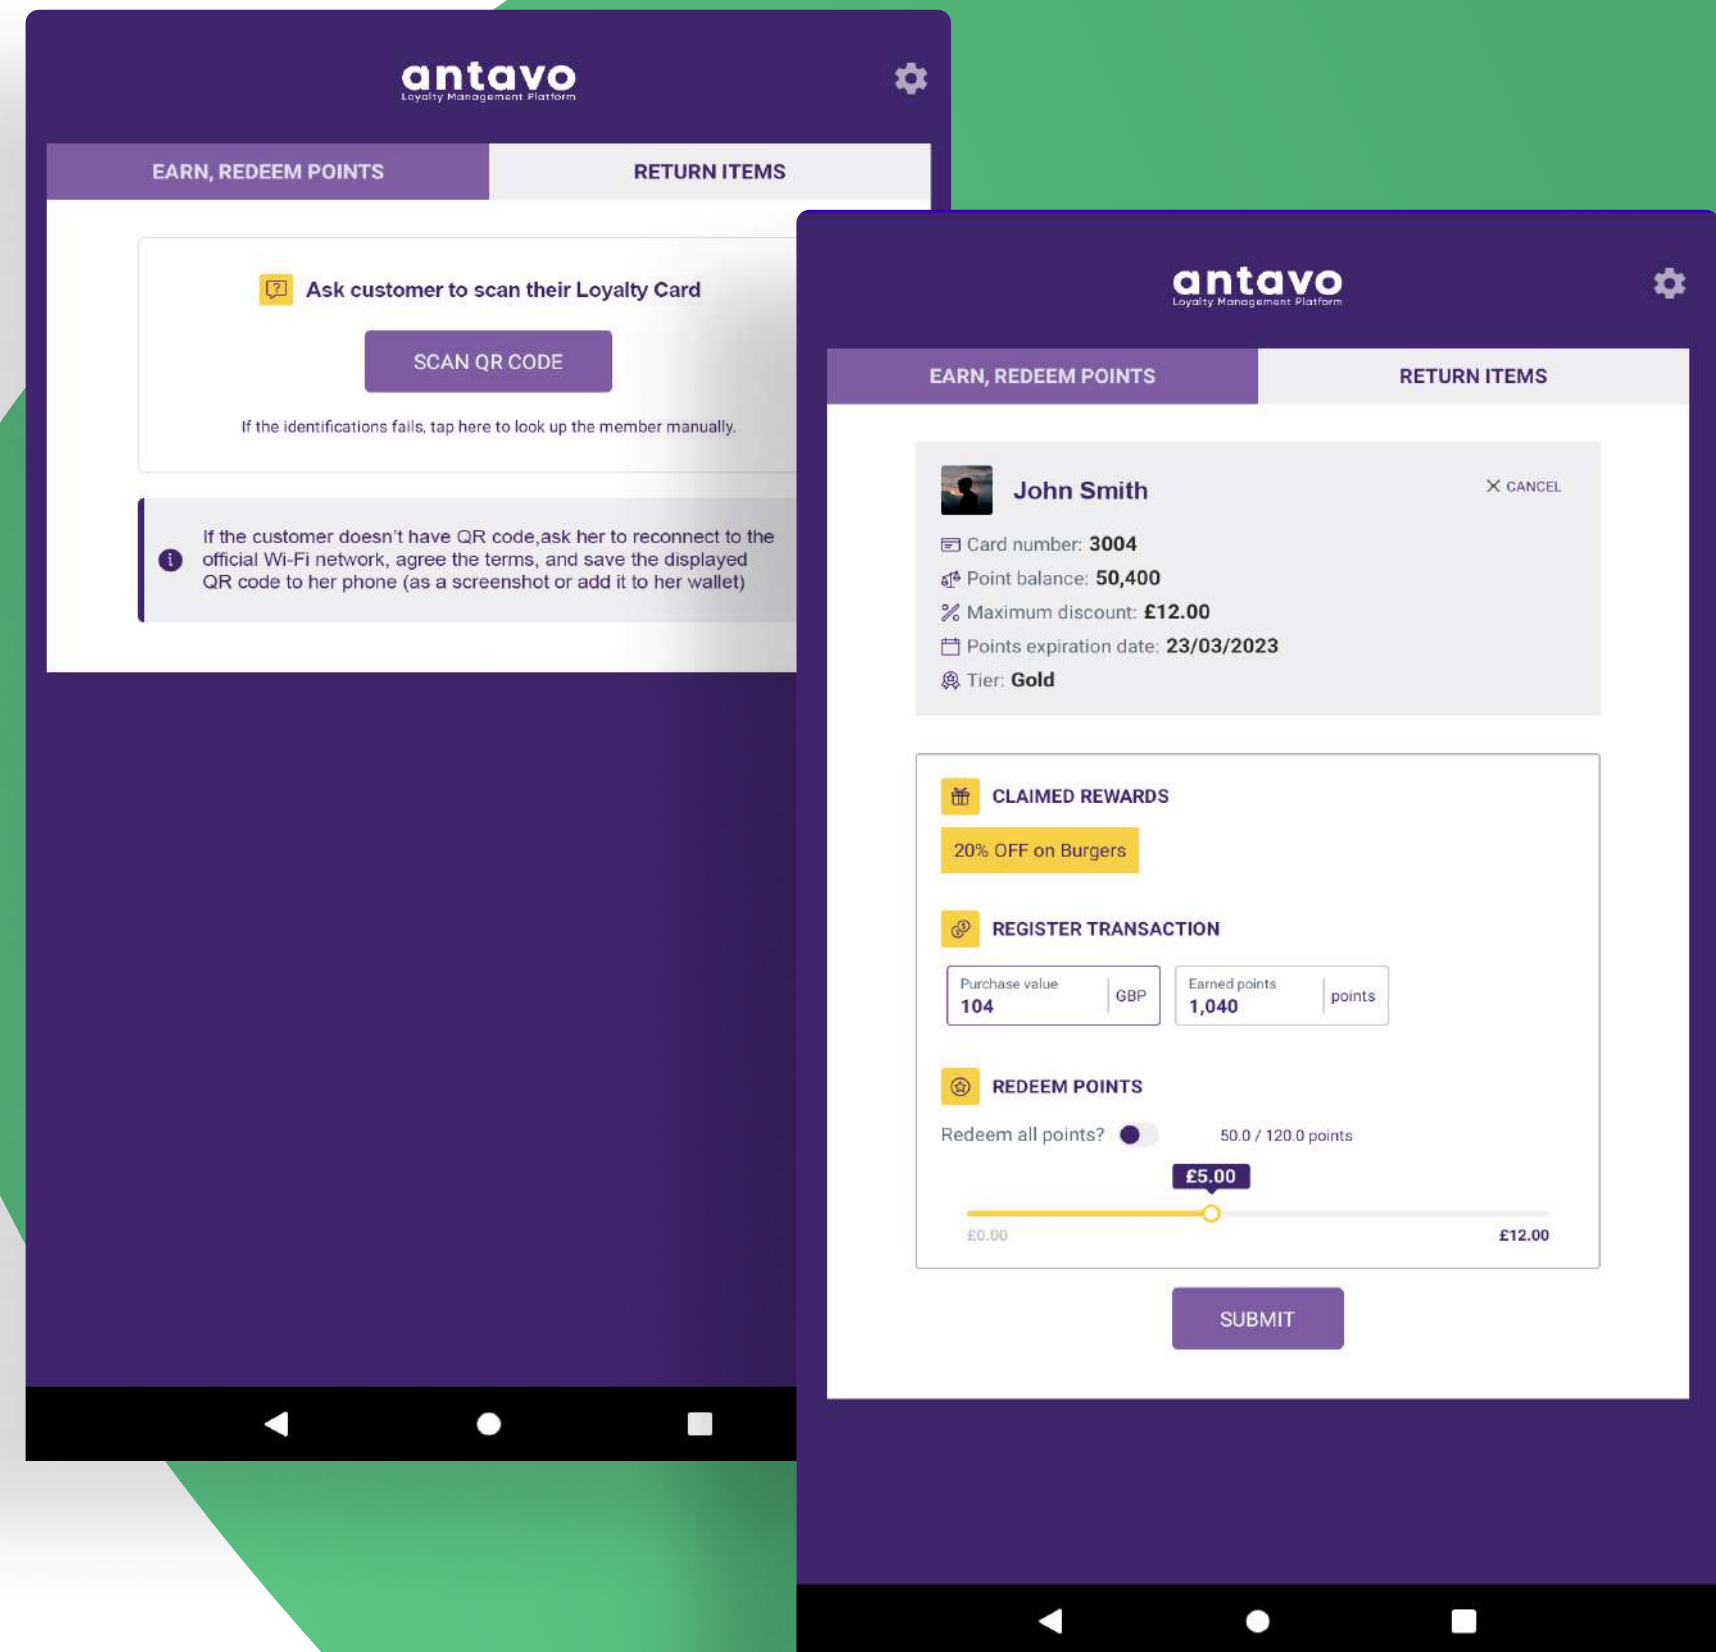 antavo
Loyalty Management Platform
EARN, REDEEM POINTS
RETURN ITEMS
Ask customer to scan their Loyalty Card
SCAN QR CODE
If the identifications fails, tap here to look up the member manually.
If the customer doesn't have QR code,ask her to reconnect to the
official Wi-Fi network, agree the terms, and save the displayed
QR code to her phone (as a screenshot or add it to her wallet)
antavo
Loyalty Management Platform
EARN, REDEEM POINTS
RETURN ITEMS
John Smith
CANCEL
Card number: 3004
Point balance: 50,400
Maximum discount: £12.00
Points expiration date: 23/03/2023
Tier: Gold
CLAIMED REWARDS
20% OFF on Burgers
REGISTER TRANSACTION
Purchase value
104
GBP
Earned points
1,040
points
REDEEM POINTS
Redeem all points?
50.0 / 120.0 points
£5.00
£0.00
£12.00
SUBMIT